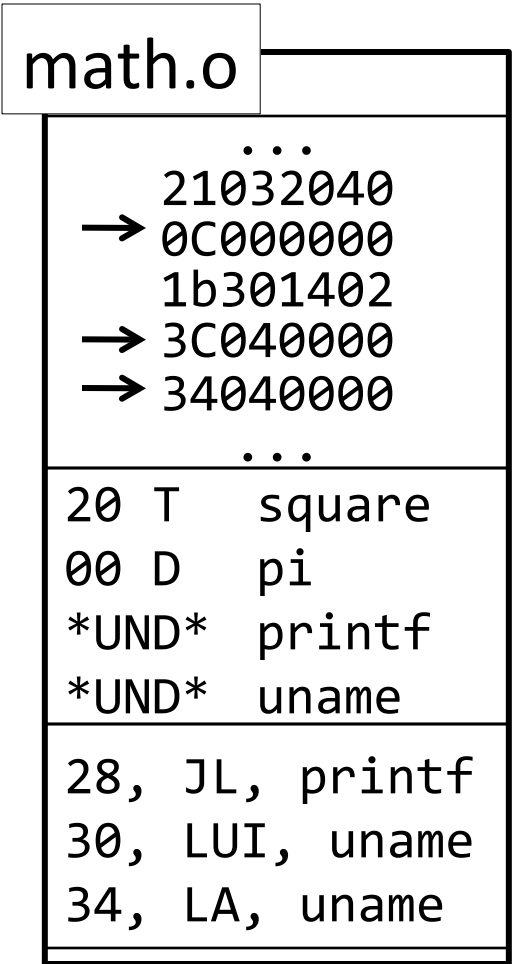 math.o
...
21032040
0C000000
1b301402
3C040000
34040000
...
20 T square
00 D pi
*UND* printf
*UND* uname
28, JL, printf
30, LUI, uname
34, LA, uname